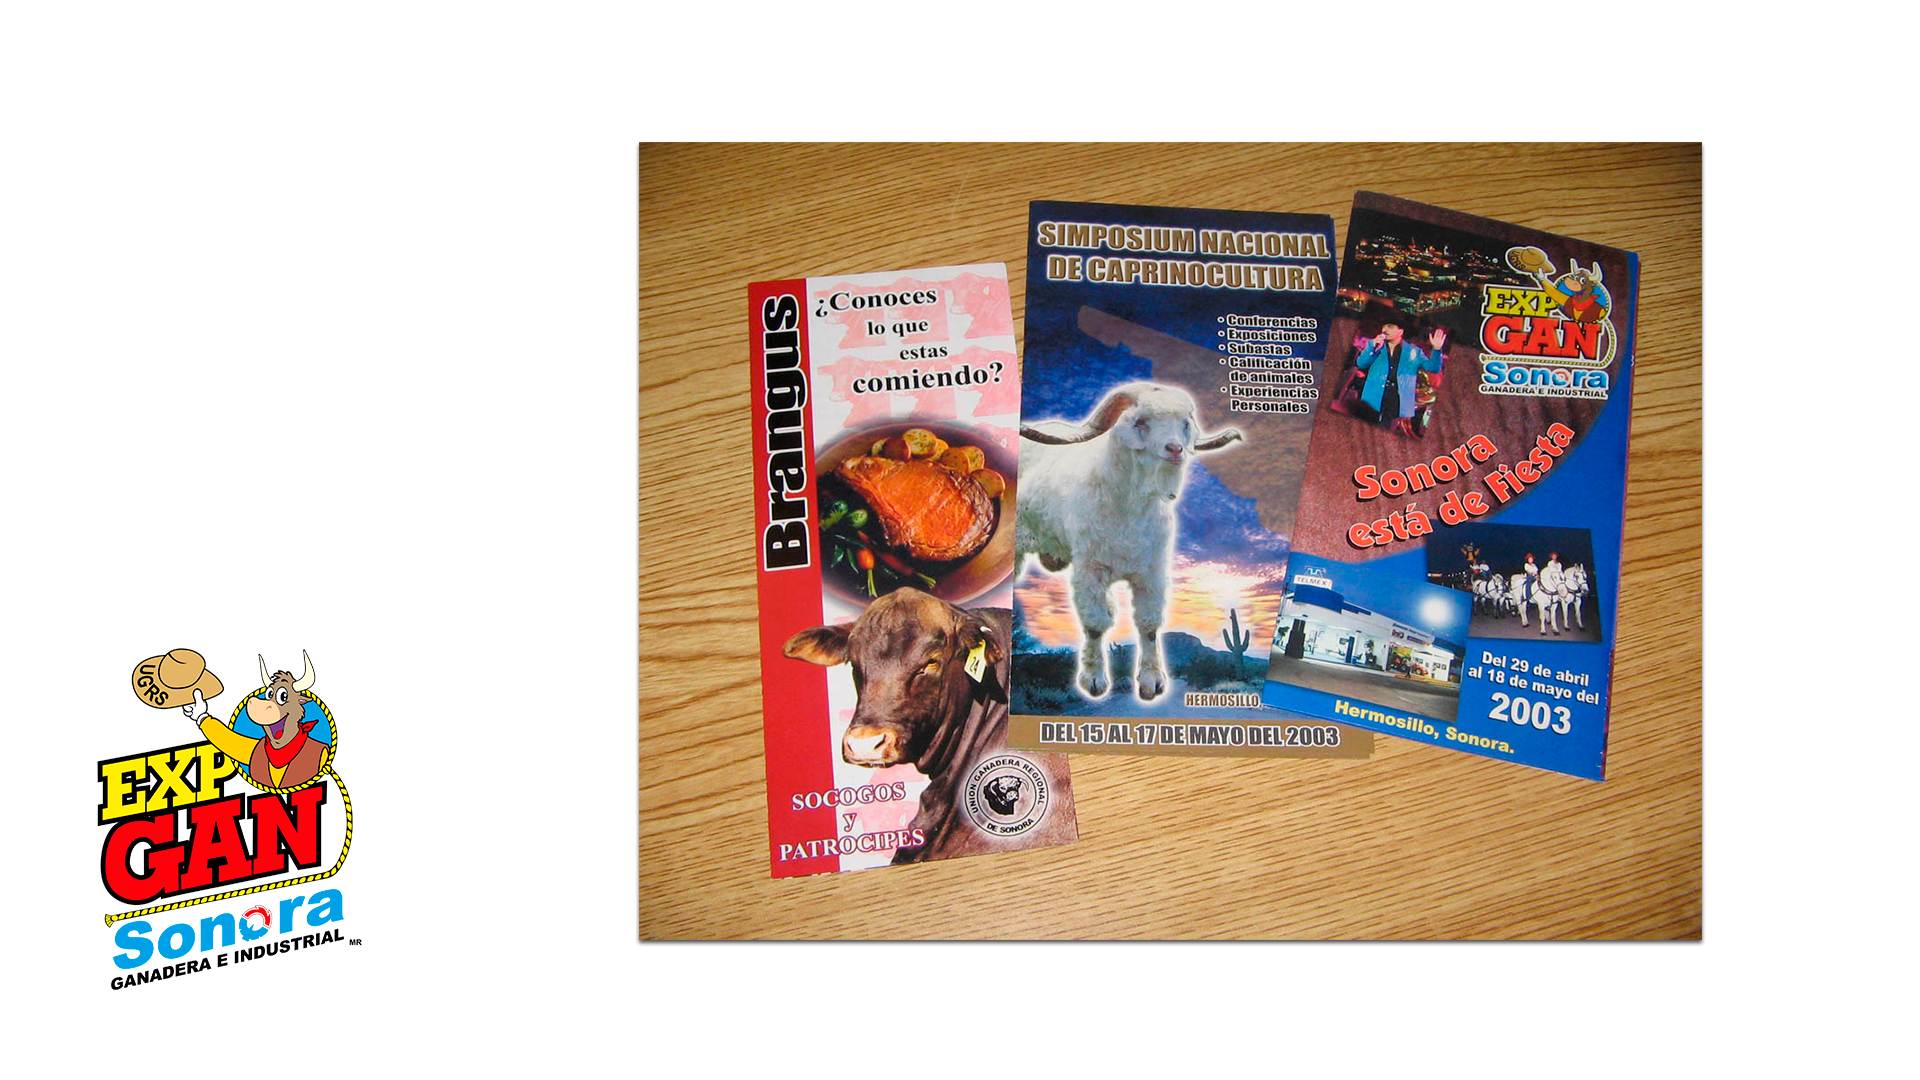 Brangus
¿Conoces
lo que
estas
comiendo?
24
SOCOGOS
y
PATROCIPES
UNION GANADERA REGIONAL
DE SONORA
SIMPOSIUM NACIONAL
DE CAPRINOCULTURA
• Conferencias
• Exposiciones
• Subastas
• Calificación
de animales
• Experiencias
Personales
HERMOSILLO,
DEL 15 AL 17 DE MAYO DEL 2003
EXP
GAN
Sonora
GANADERA E INDUSTRIAL
Sonora
está de Fiesta
TELMEX
Del 29 de abril
al 18 de mayo del
2003
Hermosillo, Sonora.
UGRS
EXP
GAN
Sonora
GANADERA E INDUSTRIAL MR